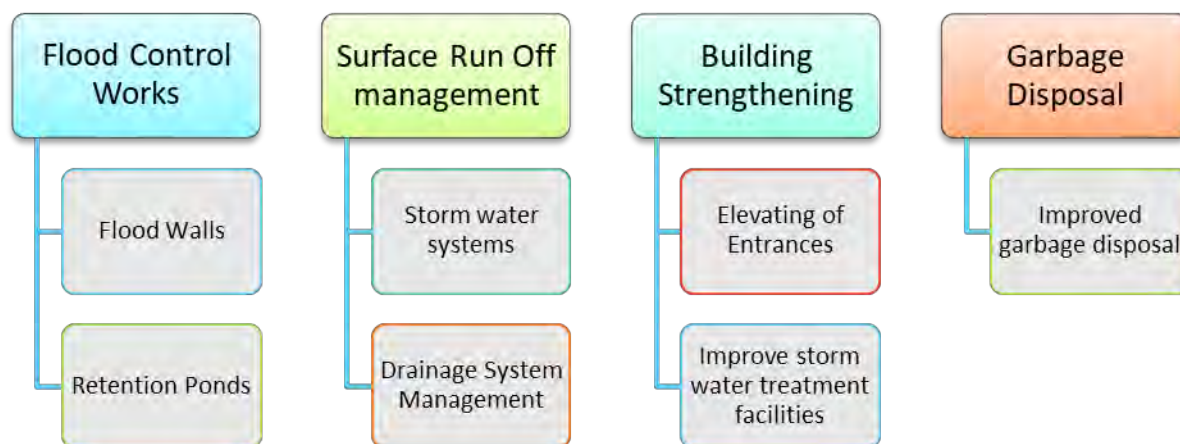 Flood Control
Works
Flood Walls
Retention Ponds
Surface Run Off
management
Storm water
systems
Drainage System
Management
Building
Strengthening
Elevating of
Entrances
Improve storm
water treatment
facilities
Garbage
Disposal
Improved
garbage disposal